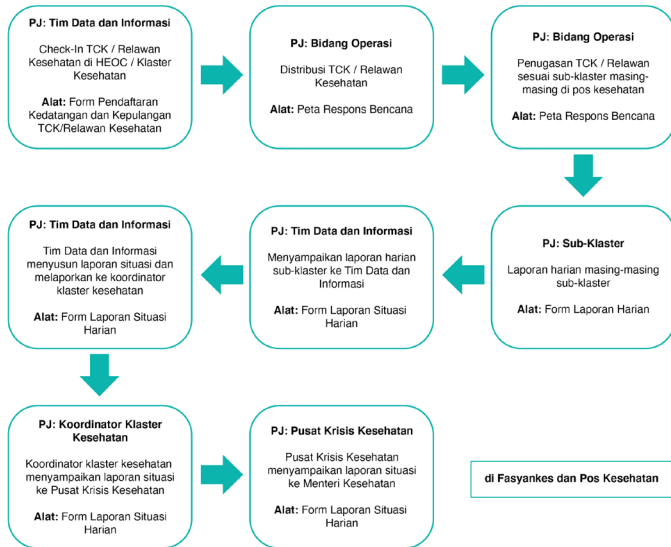 PJ: Tim Data dan Informasi
Check-In TCK / Relawan
Kesehatan di HEOC / Klaster
Kesehatan
Alat: Form Pendaftaran
Kedatangan dan Kepulangan
TCK/Relawan Kesehatan
PJ: Bidang Operasi
Distribusi TCK / Relawan
Kesehatan
Alat: Peta Respons Bencana
PJ: Bidang Operasi
Penugasan TCK / Relawan
sesuai sub-klaster masing-
masing di pos kesehatan
Alat: Peta Respons Bencana
PJ: Sub-Klaster
Laporan harian masing-masing
sub-klaster
Alat: Form Laporan Harian
PJ: Tim Data dan Informasi
Menyampaikan laporan harian
sub-klaster ke Tim Data dan
Informasi
Alat: Form Laporan Situasi
Harian
PJ: Tim Data dan Informasi
Tim Data dan Informasi
menyusun laporan situasi dan
melaporkan ke koordinator
klaster kesehatan
Alat: Form Laporan Situasi
Harian
PJ: Koordinator Klaster
Kesehatan
Koordinator klaster kesehatan
menyampaikan laporan situasi
ke Pusat Krisis Kesehatan
Alat: Form Laporan Situasi
Harian
PJ: Pusat Krisis Kesehatan
Pusat Krisis Kesehatan
menyampaikan laporan situasi
ke Menteri Kesehatan
Alat: Form Laporan Situasi
Harian
di Fasyankes dan Pos Kesehatan